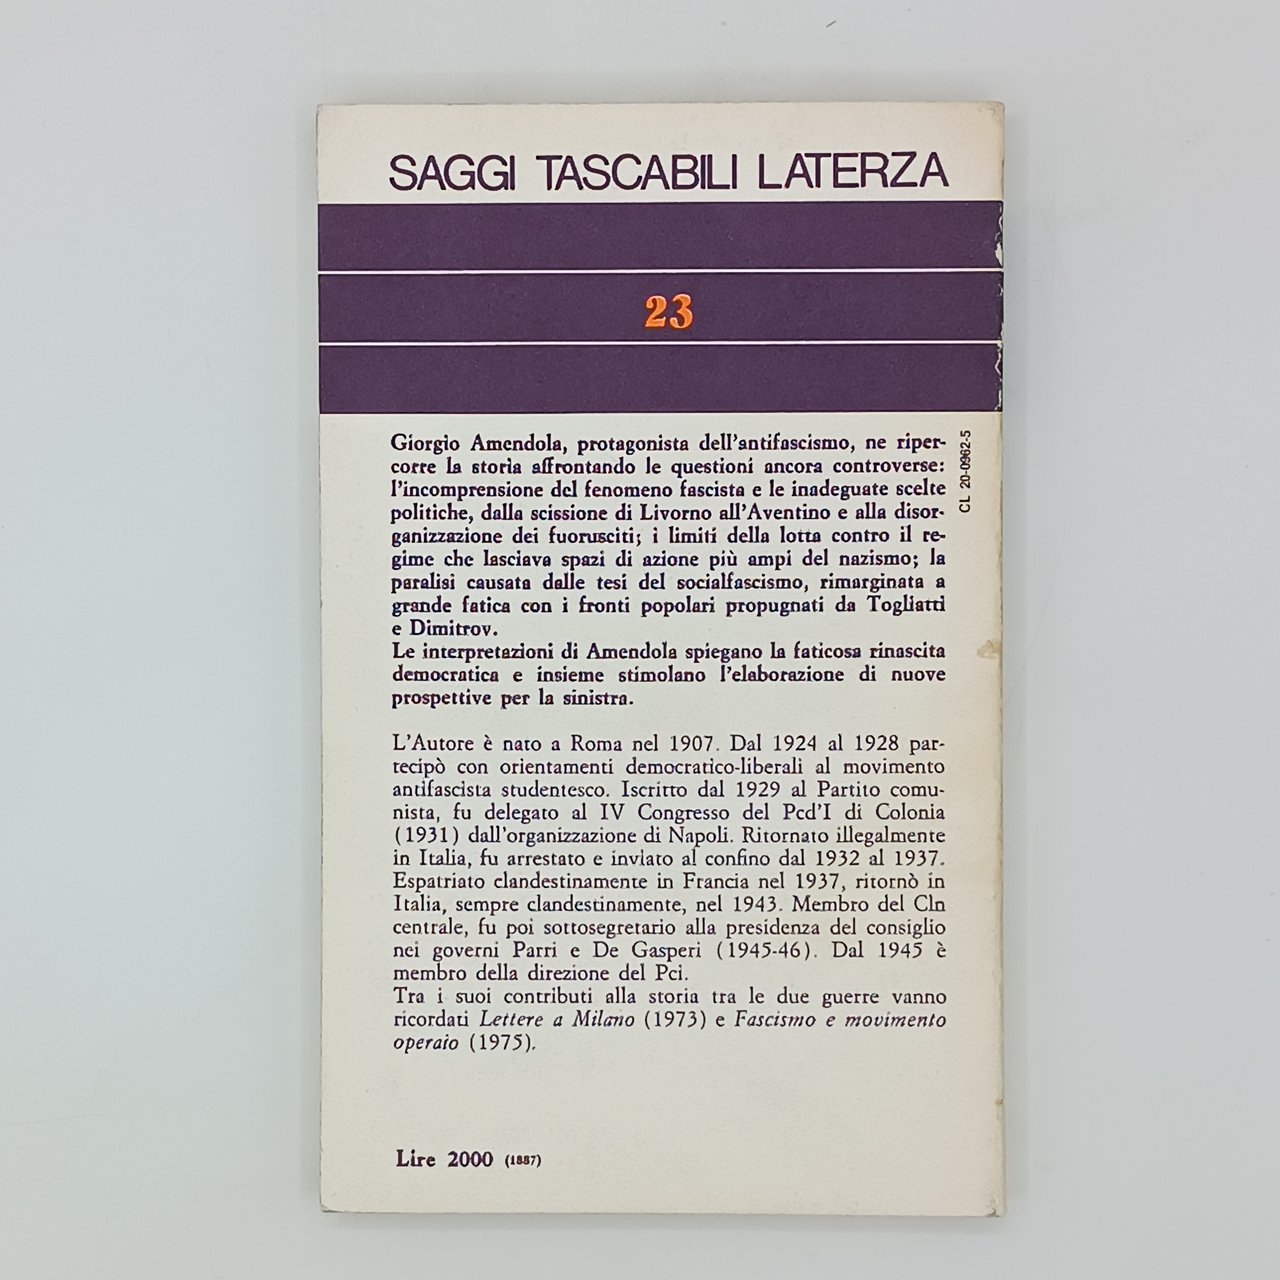 SAGGI TASCABILI LATERZA
23
Giorgio Amendola, protagonista dell'antifascismo, ne riper-
corre la storia affrontando le questioni ancora controverse:
l'incomprensione del fenomeno fascista e le inadeguate scelte
politiche, dalla scissione di Livorno all'Aventino e alla disor-
ganizzazione dei fuorusciti; i limiti della lotta contro il re-
gime che lasciava spazi di azione più ampi del nazismo; la
paralisi causata dalle tesi del socialfascismo, rimarginata a
grande fatica con i fronti popolari propugnati da Togliatti
e Dimitrov.
Le interpretazioni di Amendola spiegano la faticosa rinascita
democratica e insieme stimolano l'elaborazione di nuove
prospettive per la sinistra.
L'Autore è nato a Roma nel 1907. Dal 1924 al 1928 par-
tecipò con orientamenti democratico-liberali al movimento
antifascista studentesco. Iscritto dal 1929 al Partito comu-
nista, fu delegato al IV Congresso del Pcd'I di Colonia
(1931) dall'organizzazione di Napoli. Ritornato illegalmente
in Italia, fu arrestato e inviato al confino dal 1932 al 1937.
Espatriato clandestinamente in Francia nel 1937, ritornò in
Italia, sempre clandestinamente, nel 1943. Membro del Cln
centrale, fu poi sottosegretario alla presidenza del consiglio
nei governi Parri e De Gasperi (1945-46). Dal 1945 è
membro della direzione del Pci.
Tra i suoi contributi alla storia tra le due guerre vanno
ricordati Lettere a Milano (1973) e Fascismo e movimento
operaio (1975).
Lire 2000 (1887)
CL 20-0962-5